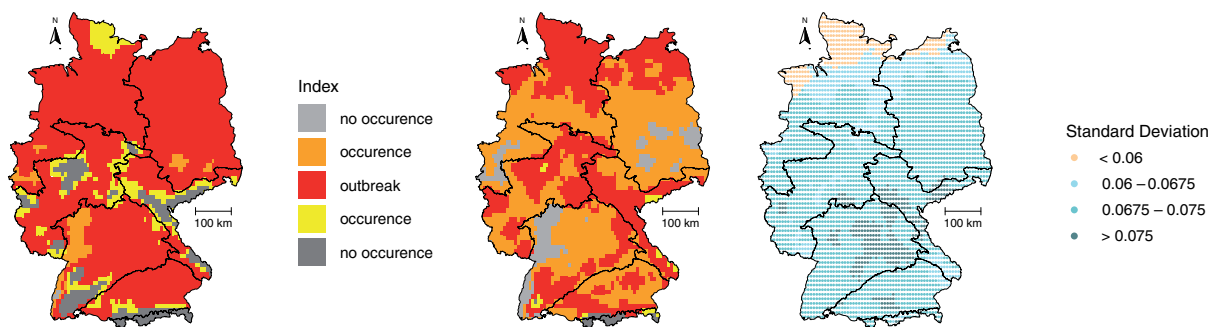 N
100 km
Index
no occurence
occurence
outbreak
occurence
no occurence
N
100 km
N
100 km
Standard Deviation
< 0.06
0.06 – 0.0675
0.0675 – 0.075
> 0.075